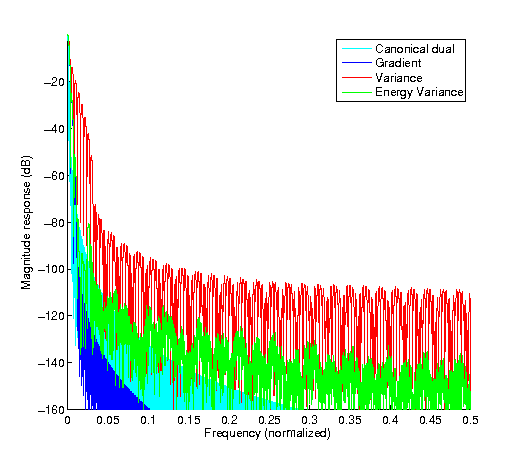 Canonical dual
Gradient
Variance
Energy Variance
Magnitude response (dB)
−20
−40
−60
−80
−100
−120
−140
−160
0 0.05 0.1 0.15 0.2 0.25 0.3 0.35 0.4 0.45 0.5
Frequency (normalized)